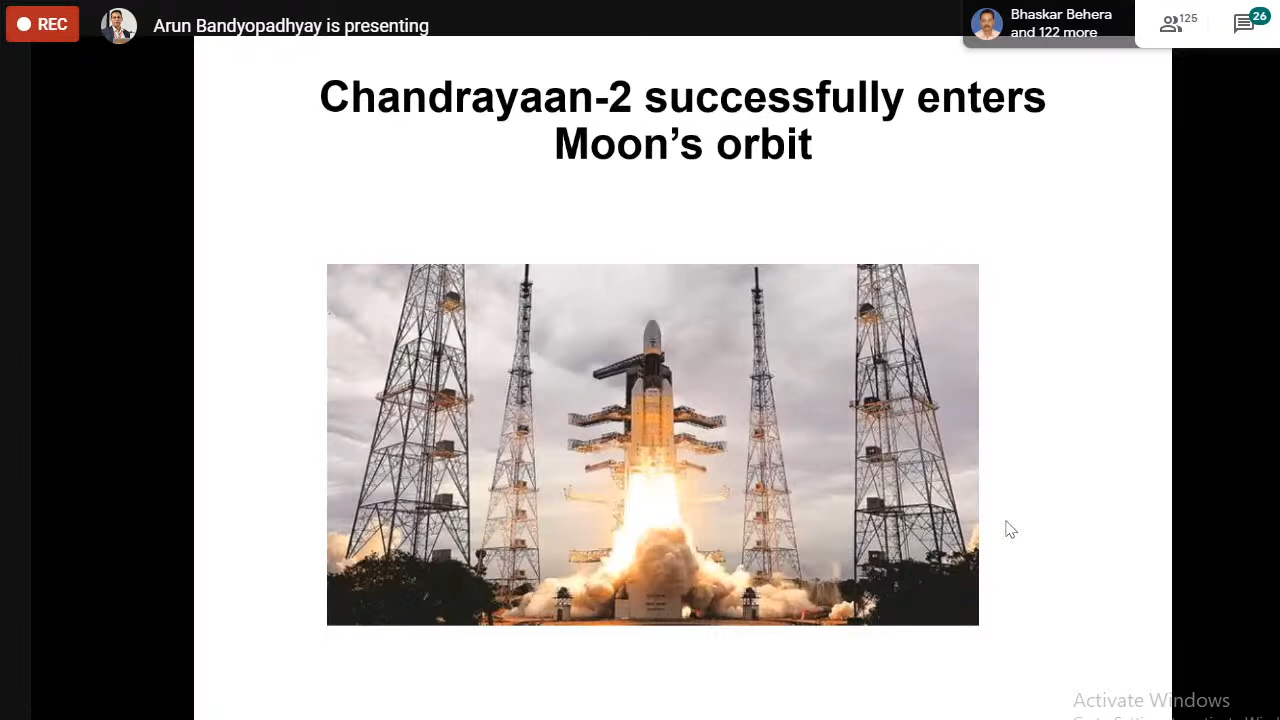 REC
Arun Bandyopadhyay is presenting
Bhaskar Behera
and 122 more
125
26
Chandrayaan-2 successfully enters
Moon's orbit
Activate Windows